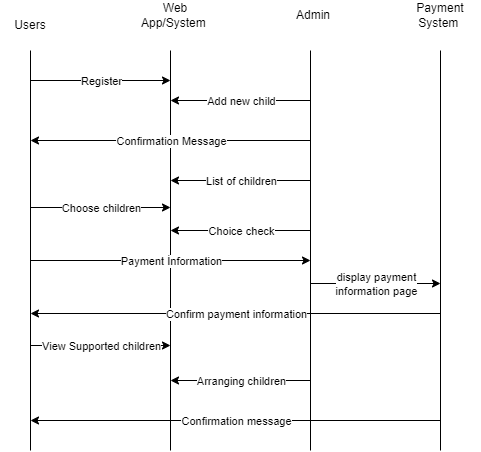 Users
Web
App/System
Admin
Payment
System
Register
Add new child
Confirmation Message
List of children
Choose children
Choice check
Payment Information
display payment
information page
Confirm payment information
View Supported children
Arranging children
Confirmation message